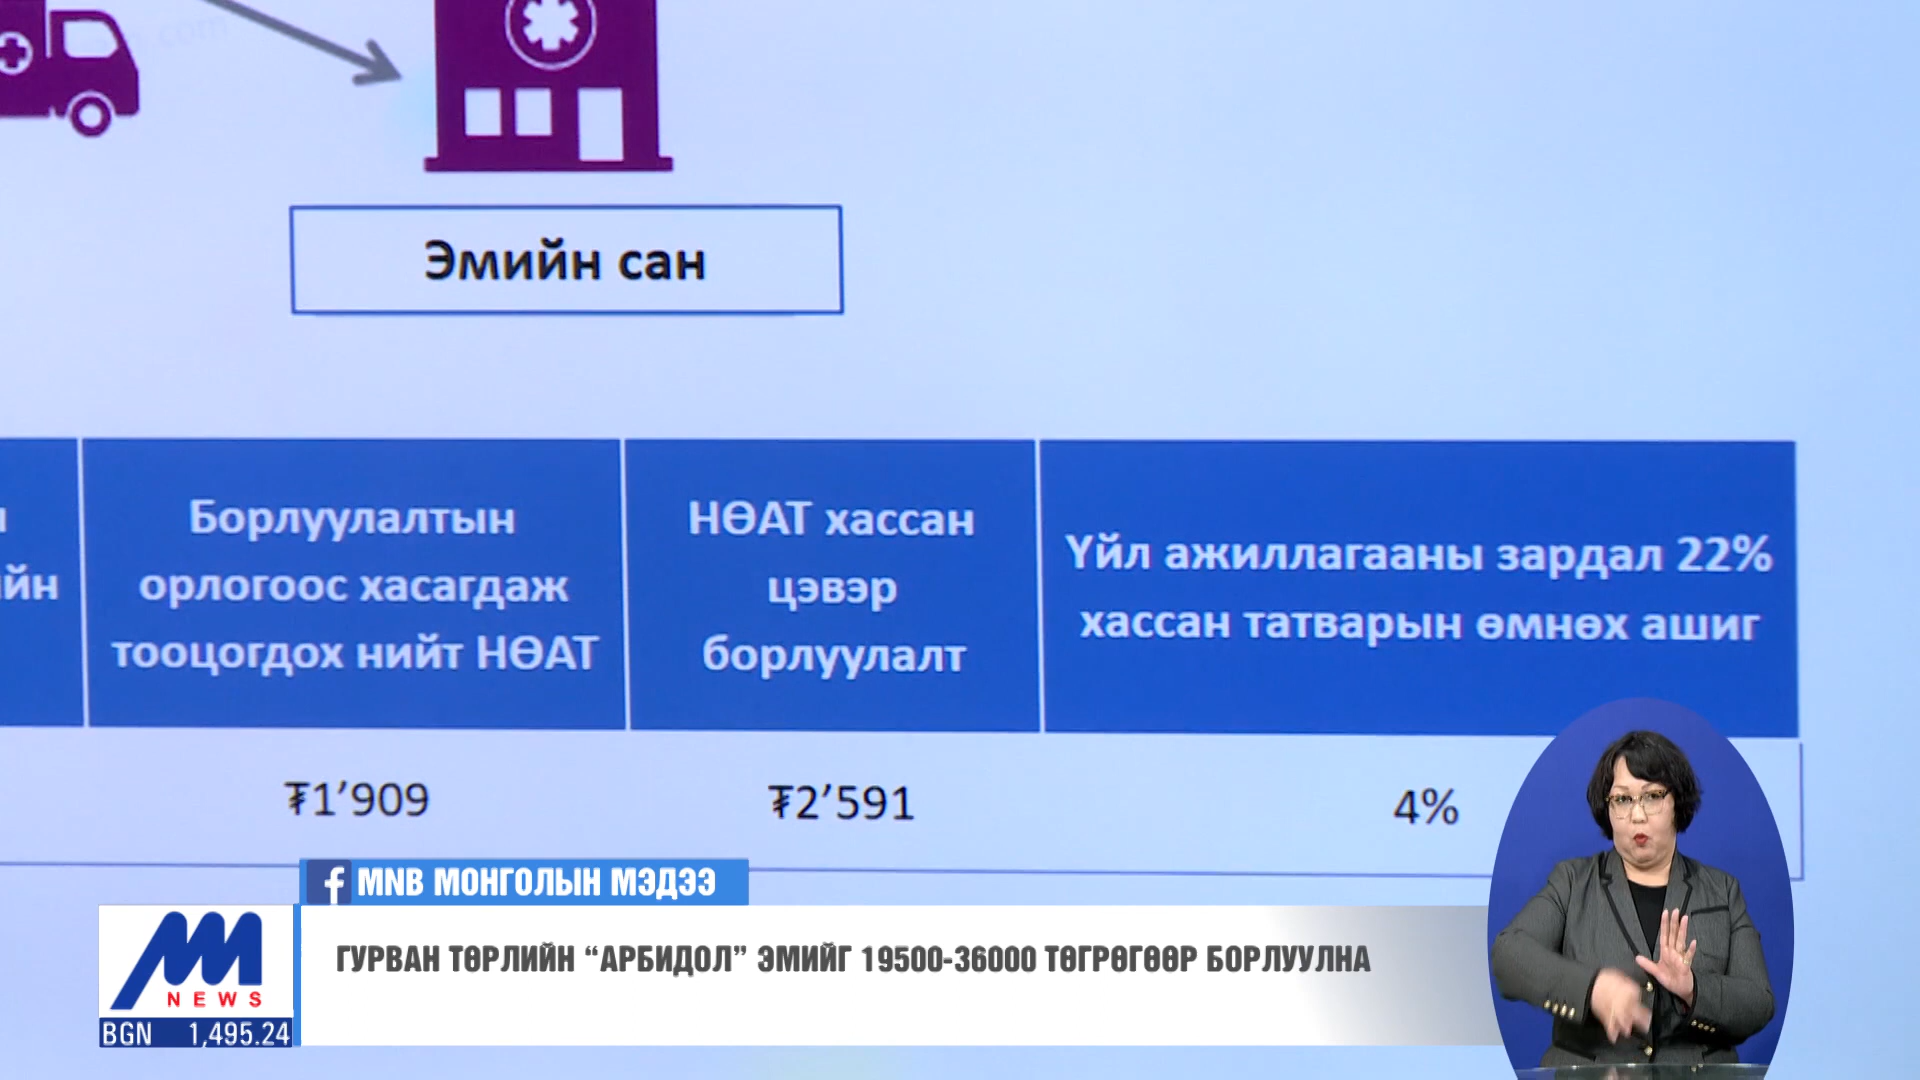 Эмийн сан
йн
Борлуулалтын
орлогоос хасагдаж
тооцогдох нийт НӨАТ
НӨАТ хассан
цэвэр
борлуулалт
Үйл ажиллагааны зардал 22%
хассан татварын өмнөх ашиг
₮1’909
₮2’591
4%
MNB МОНГОЛЫН МЭДЭЭ
ГУРВАН ТӨРЛИЙН “АРБИДОЛ” ЭМИЙГ 19500-36000 ТӨГРӨГӨӨР БОРЛУУЛНА
NEWS
BGN 1,495.24